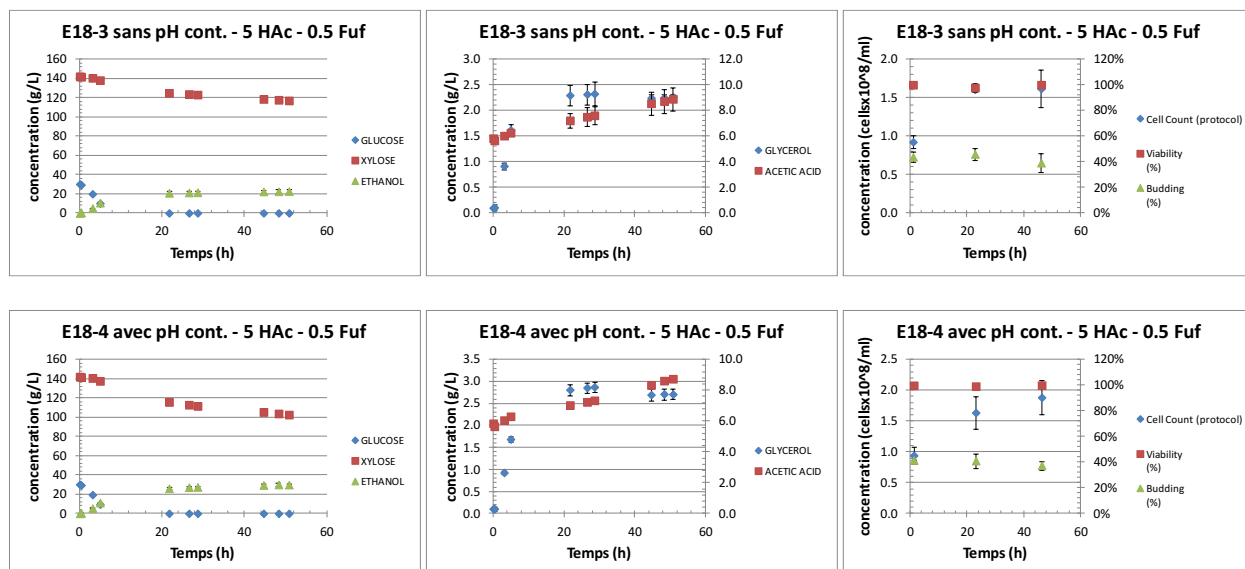 E18-3 sans pH cont. - 5 HAc - 0.5 Fuf
concentration (g/L)
160
140
120
100
80
60
40
20
0
0 20 40 60
Temps (h)
GLUCOSE
XYLOSE
ETHANOL
E18-3 sans pH cont. - 5 HAc - 0.5 Fuf
concentration (g/L)
3.0
2.5
2.0
1.5
1.0
0.5
0.0
12.0
10.0
8.0
6.0
4.0
2.0
0.0
0 20 40 60
Temps (h)
GLYCEROL
ACETIC ACID
E18-3 sans pH cont. - 5 HAc - 0.5 Fuf
concentration (cellsx10^8/ml)
2.0
1.5
1.0
0.5
0.0
120%
100%
80%
60%
40%
20%
0%
0 20 40 60
Temps (h)
Cell Count (protocol)
Viability
(%)
Budding
(%)
E18-4 avec pH cont. - 5 HAc - 0.5 Fuf
concentration (g/L)
160
140
120
100
80
60
40
20
0
0 20 40 60
Temps (h)
GLUCOSE
XYLOSE
ETHANOL
E18-4 avec pH cont. - 5 HAc - 0.5 Fuf
concentration (g/L)
3.5
3.0
2.5
2.0
1.5
1.0
0.5
0.0
10.0
8.0
6.0
4.0
2.0
0.0
0 20 40 60
Temps (h)
GLYCEROL
ACETIC ACID
E18-4 avec pH cont. - 5 HAc - 0.5 Fuf
concentration (cellsx10^8/ml)
2.5
2.0
1.5
1.0
0.5
0.0
120%
100%
80%
60%
40%
20%
0%
0 20 40 60
Temps (h)
Cell Count (protocol)
Viability
(%)
Budding
(%)